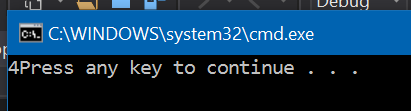 Debug
C:\WINDOWS\system32\cmd.exe
4Press any key to continue . . .